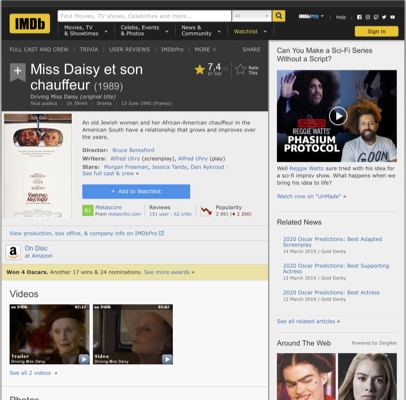 IMDb
Find Movies, TV shows, Celebrities and more...
All
IMDbPro
Help
Movies, TV
& Showtimes
Celebs, Events
& Photos
News &
Community
Watchlist
Sign in
FULL CAST AND CREW | TRIVIA | USER REVIEWS | IMDbPro | MORE
SHARE
Miss Daisy et son
chauffeur (1989)
Driving Miss Daisy (original title)
Tous publics | 1h 39min | Drama | 13 June 1990 (France)
7,4
Rate
This
An old Jewish woman and her African-American chauffeur in the
American South have a relationship that grows and improves over
the years.
Director: Bruce Beresford
Writers: Alfred Uhry (screenplay), Alfred Uhry (play)
Stars: Morgan Freeman, Jessica Tandy, Dan Aykroyd |
See full cast & crew »
+ Add to Watchlist
81
Metascore
From metacritic.com
Reviews
151 user | 62 critic
Popularity
2 891 ( 200)
View production, box office, & company info on IMDbPro
On Disc
at Amazon
Won 4 Oscars. Another 17 wins & 24 nominations. See more awards »
Videos
02:17
Trailer
Driving Miss Daisy
Video
Driving Miss Daisy
See all 2 videos »
Photos
Can You Make a Sci-Fi Series
Without a Script?
REGGIE WATTS'
PHASIUM
PROTOCOL
Well Reggie Watts sure tried with his idea for
a sci-fi improv show. What happens when we
bring his idea to life?
Watch now on "UnMade" »
Related News
2020 Oscar Predictions: Best Adapted
Screenplay
14 March 2019 | Gold Derby
2020 Oscar Predictions: Best Supporting
Actress
13 March 2019 | Gold Derby
2020 Oscar Predictions: Best Actress
12 March 2019 | Gold Derby
See all related articles »
Around The Web
Powered by ZergNet